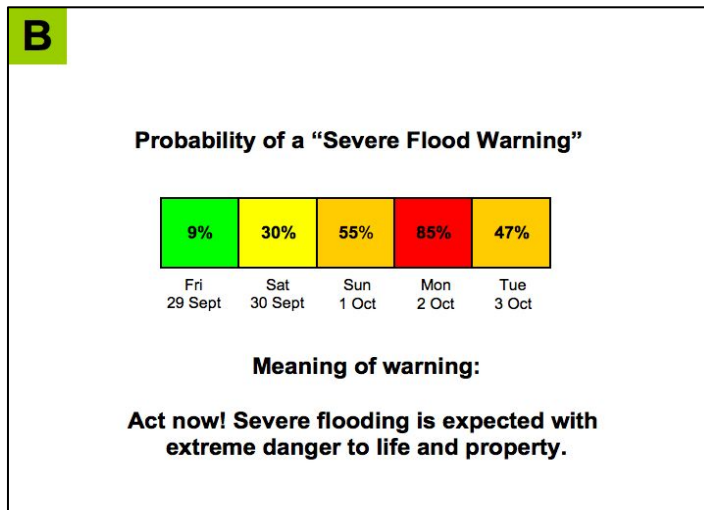 B
Probability of a “Severe Flood Warning”
9% 30% 55% 85% 47%
Fri Sat Sun Mon Tue
29 Sept 30 Sept 1 Oct 2 Oct 3 Oct
Meaning of warning:
Act now! Severe flooding is expected with
extreme danger to life and property.